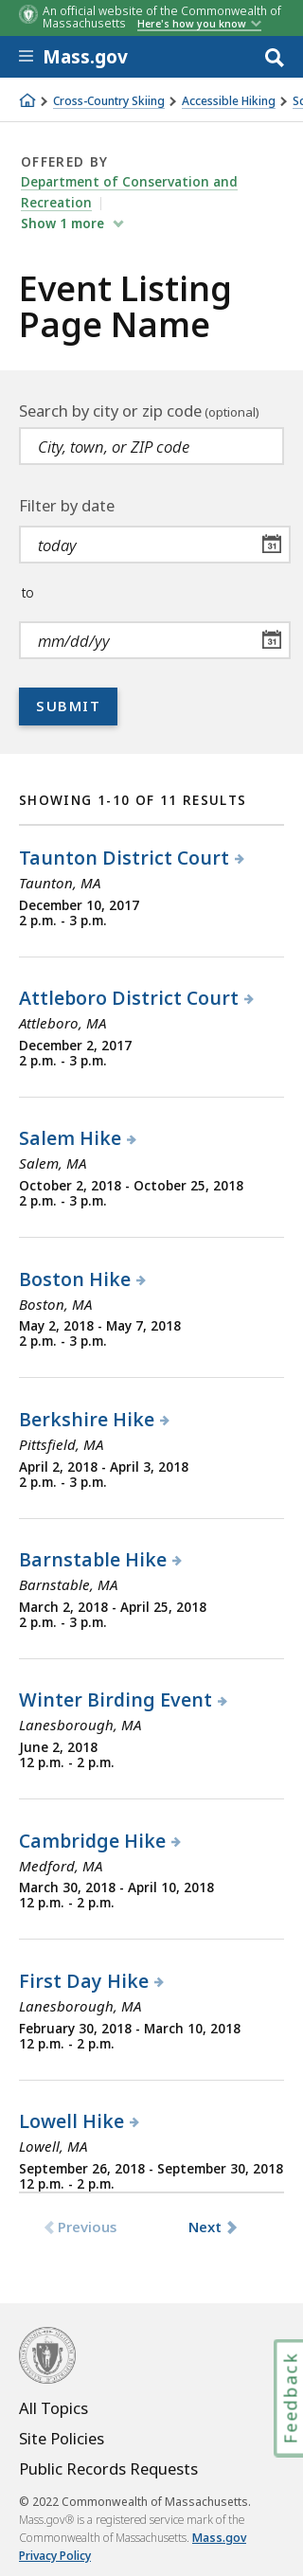 An official website of the Commonwealth of
Massachusetts Here's how you know
Mass.gov
Cross-Country Skiing Accessible Hiking
OFFERED BY
Department of Conservation and
Recreation
Show 1 more
Event Listing
Page Name
Search by city or zip code (optional)
City, town, or ZIP code
Filter by date
today
31
to
mm/dd/yy
31
SUBMIT
SHOWING 1-10 OF 11 RESULTS
Taunton District Court
Taunton, MA
December 10, 2017
2 p.m. - 3 p.m.
Attleboro District Court
Attleboro, MA
December 2, 2017
2 p.m. - 3 p.m.
Salem Hike
Salem, MA
October 2, 2018 - October 25, 2018
2 p.m. - 3 p.m.
Boston Hike
Boston, MA
May 2, 2018 - May 7, 2018
2 p.m. - 3 p.m.
Berkshire Hike
Pittsfield, MA
April 2, 2018 - April 3, 2018
2 p.m. - 3 p.m.
Barnstable Hike
Barnstable, MA
March 2, 2018 - April 25, 2018
2 p.m. - 3 p.m.
Winter Birding Event
Lanesborough, MA
June 2, 2018
12 p.m. - 2 p.m.
Cambridge Hike
Medford, MA
March 30, 2018 - April 10, 2018
12 p.m. - 2 p.m.
First Day Hike
Lanesborough, MA
February 30, 2018 - March 10, 2018
12 p.m. - 2 p.m.
Lowell Hike
Lowell, MA
September 26, 2018 - September 30, 2018
12 p.m. - 2 p.m.
Previous Next
Feedback
All Topics
Site Policies
Public Records Requests
© 2022 Commonwealth of Massachusetts.
Mass.gov® is a registered service mark of the
Commonwealth of Massachusetts. Mass.gov
Privacy Policy